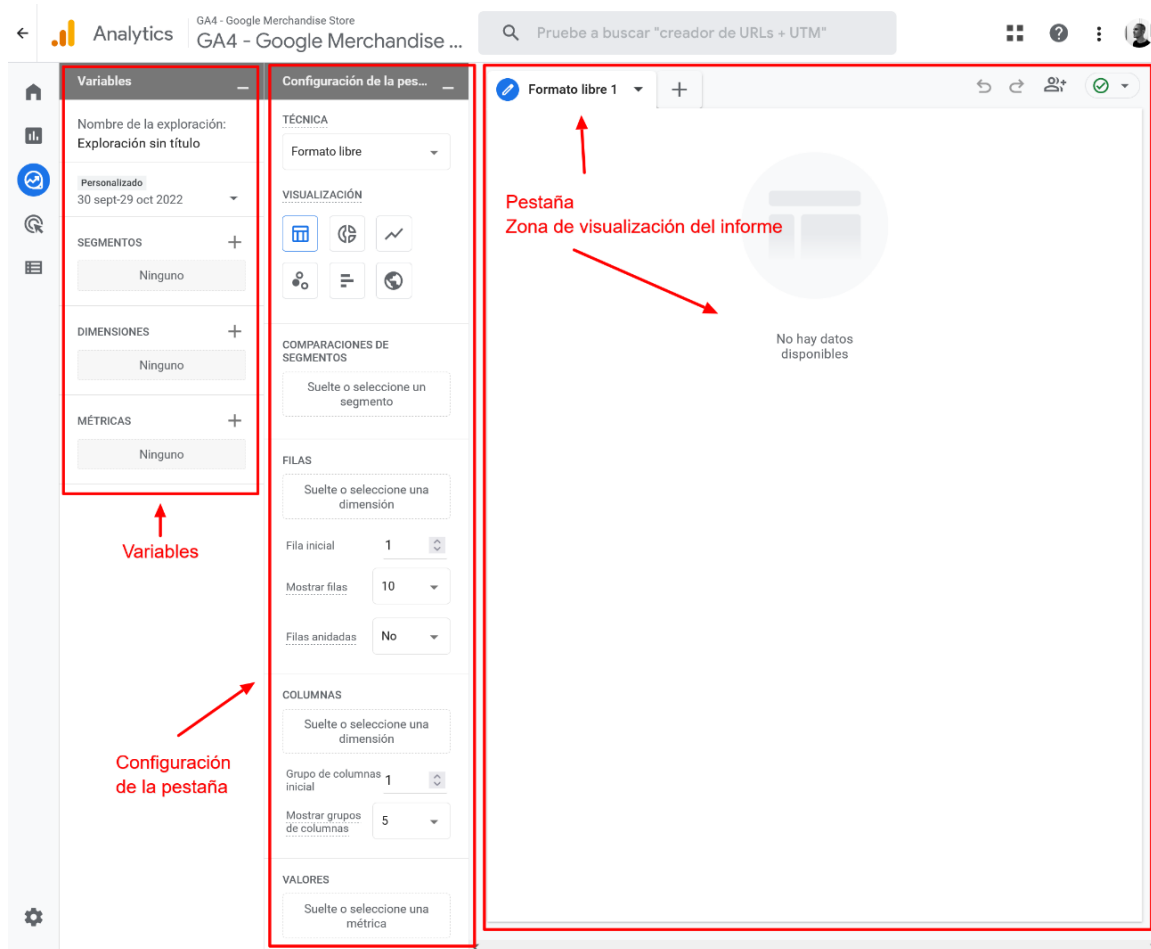 Analytics
GA4 - Google Merchandise Store
GA4 - Google Merchandise ...
Pruebe a buscar "creador de URLs + UTM"
Variables
Nombre de la exploración:
Exploración sin título
Personalizado
30 sept-29 oct 2022
SEGMENTOS
Ninguno
DIMENSIONES
Ninguno
MÉTRICAS
Ninguno
Variables
Configuración
de la pestaña
Configuración de la pes...
TÉCNICA
Formato libre
VISUALIZACIÓN
COMPARACIONES DE
SEGMENTOS
Suelte o seleccione un
segmento
FILAS
Suelte o seleccione una
dimensión
Fila inicial 1
Mostrar filas 10
Filas anidadas No
COLUMNAS
Suelte o seleccione una
dimensión
Grupo de columnas
inicial 1
Mostrar grupos
de columnas 5
VALORES
Suelte o seleccione una
métrica
Formato libre 1
Pestaña
Zona de visualización del informe
No hay datos
disponibles